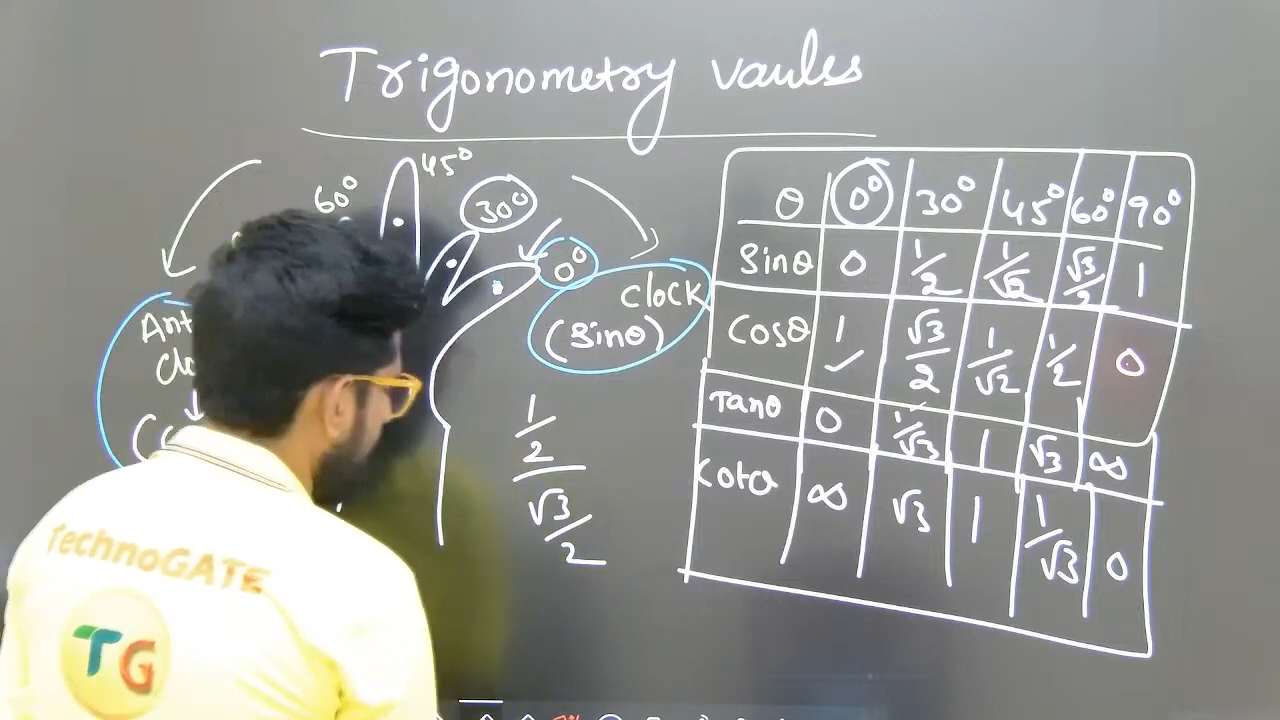 Trigonometry vaules
45°
60°
30°
0°
clock
(Sinθ)
Ant
1/2
√3/2
θ 0° 30° 45° 60° 90°
Sinθ 0 1/2 1/√2 √3/2 1
Cosθ 1 √3/2 1/√2 1/2 0
Tanθ 0 1/√3 1 √3 ∞
Cotθ ∞ √3 1 1/√3 0
TechnoGATE
TG